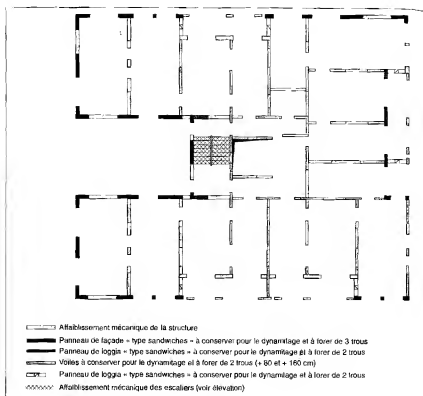 Affaiblissement mécanique de la structure
Panneau de façade « type sandwiches » à conserver pour le dynamitage et à forer de 3 trous
Panneau de loggia « type sandwiches » à conserver pour le dynamitage et à forer de 2 trous
Voiles à conserver pour le dynamitage et à forer de 2 trous (+ 80 et + 160 cm)
Panneau de loggia « type sandwiches » à conserver pour le dynamitage et à forer de 2 trous
Affaiblissement mécanique des escaliers (voir élévation)